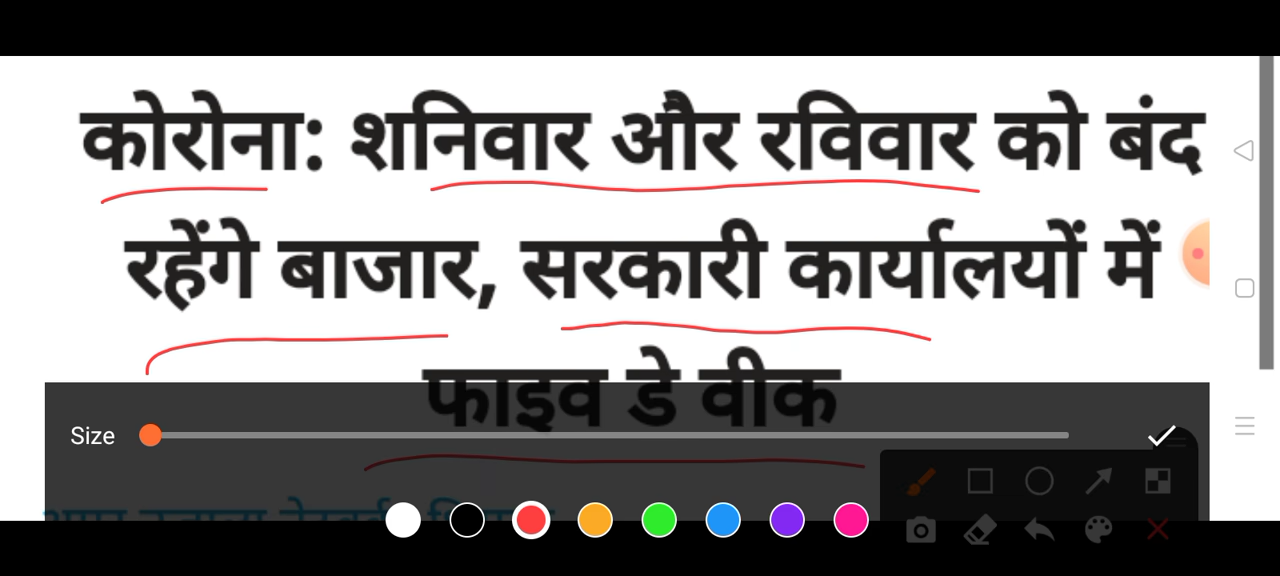 कोरोना: शनिवार और रविवार को बंद
रहेंगे बाजार, सरकारी कार्यालयों में
फाइव डे वीक
Size